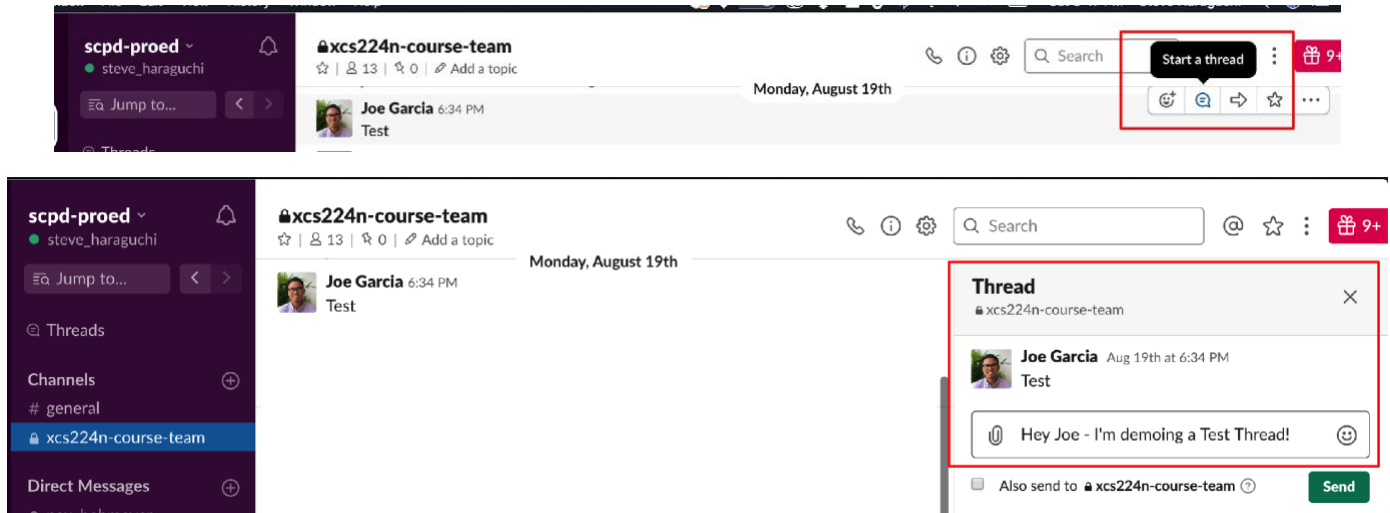 scpd-proed
xcs224n-course-team
steve_haraguchi
13 | 0 | Add a topic
Search
Start a thread
9+
Jump to...
Monday, August 19th
Joe Garcia 6:34 PM
Test
Threads
scpd-proed
xcs224n-course-team
steve_haraguchi
13 | 0 | Add a topic
Search
9+
Jump to...
Monday, August 19th
Joe Garcia 6:34 PM
Test
Threads
Channels
# general
xcs224n-course-team
Direct Messages
Thread
xcs224n-course-team
Joe Garcia Aug 19th at 6:34 PM
Test
Hey Joe - I'm demoing a Test Thread!
Also send to xcs224n-course-team
Send